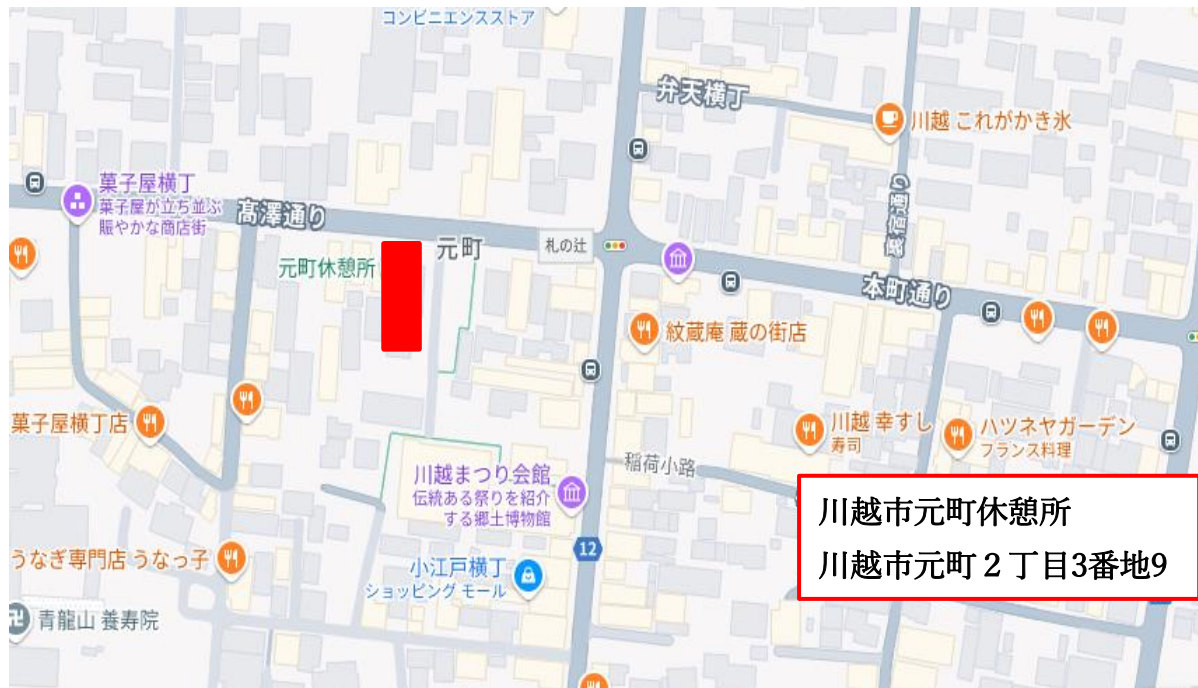 コンビニエンスストア
弁天横丁
川越 これがかき氷
菓子屋横丁
菓子屋が立ち並ぶ
賑やかな商店街
髙澤通り
裏宿通り
元町
札の辻
元町休憩所
本町通り
紋蔵庵 蔵の街店
菓子屋横丁店
川越 幸すし
寿司
ハツネヤガーデン
フランス料理
稲荷小路
川越まつり会館
伝統ある祭りを紹介
する郷土博物館
川越市元町休憩所
川越市元町２丁目3番地9
12
うなぎ専門店 うなっ子
小江戸横丁
ショッピング モール
青龍山 養寿院